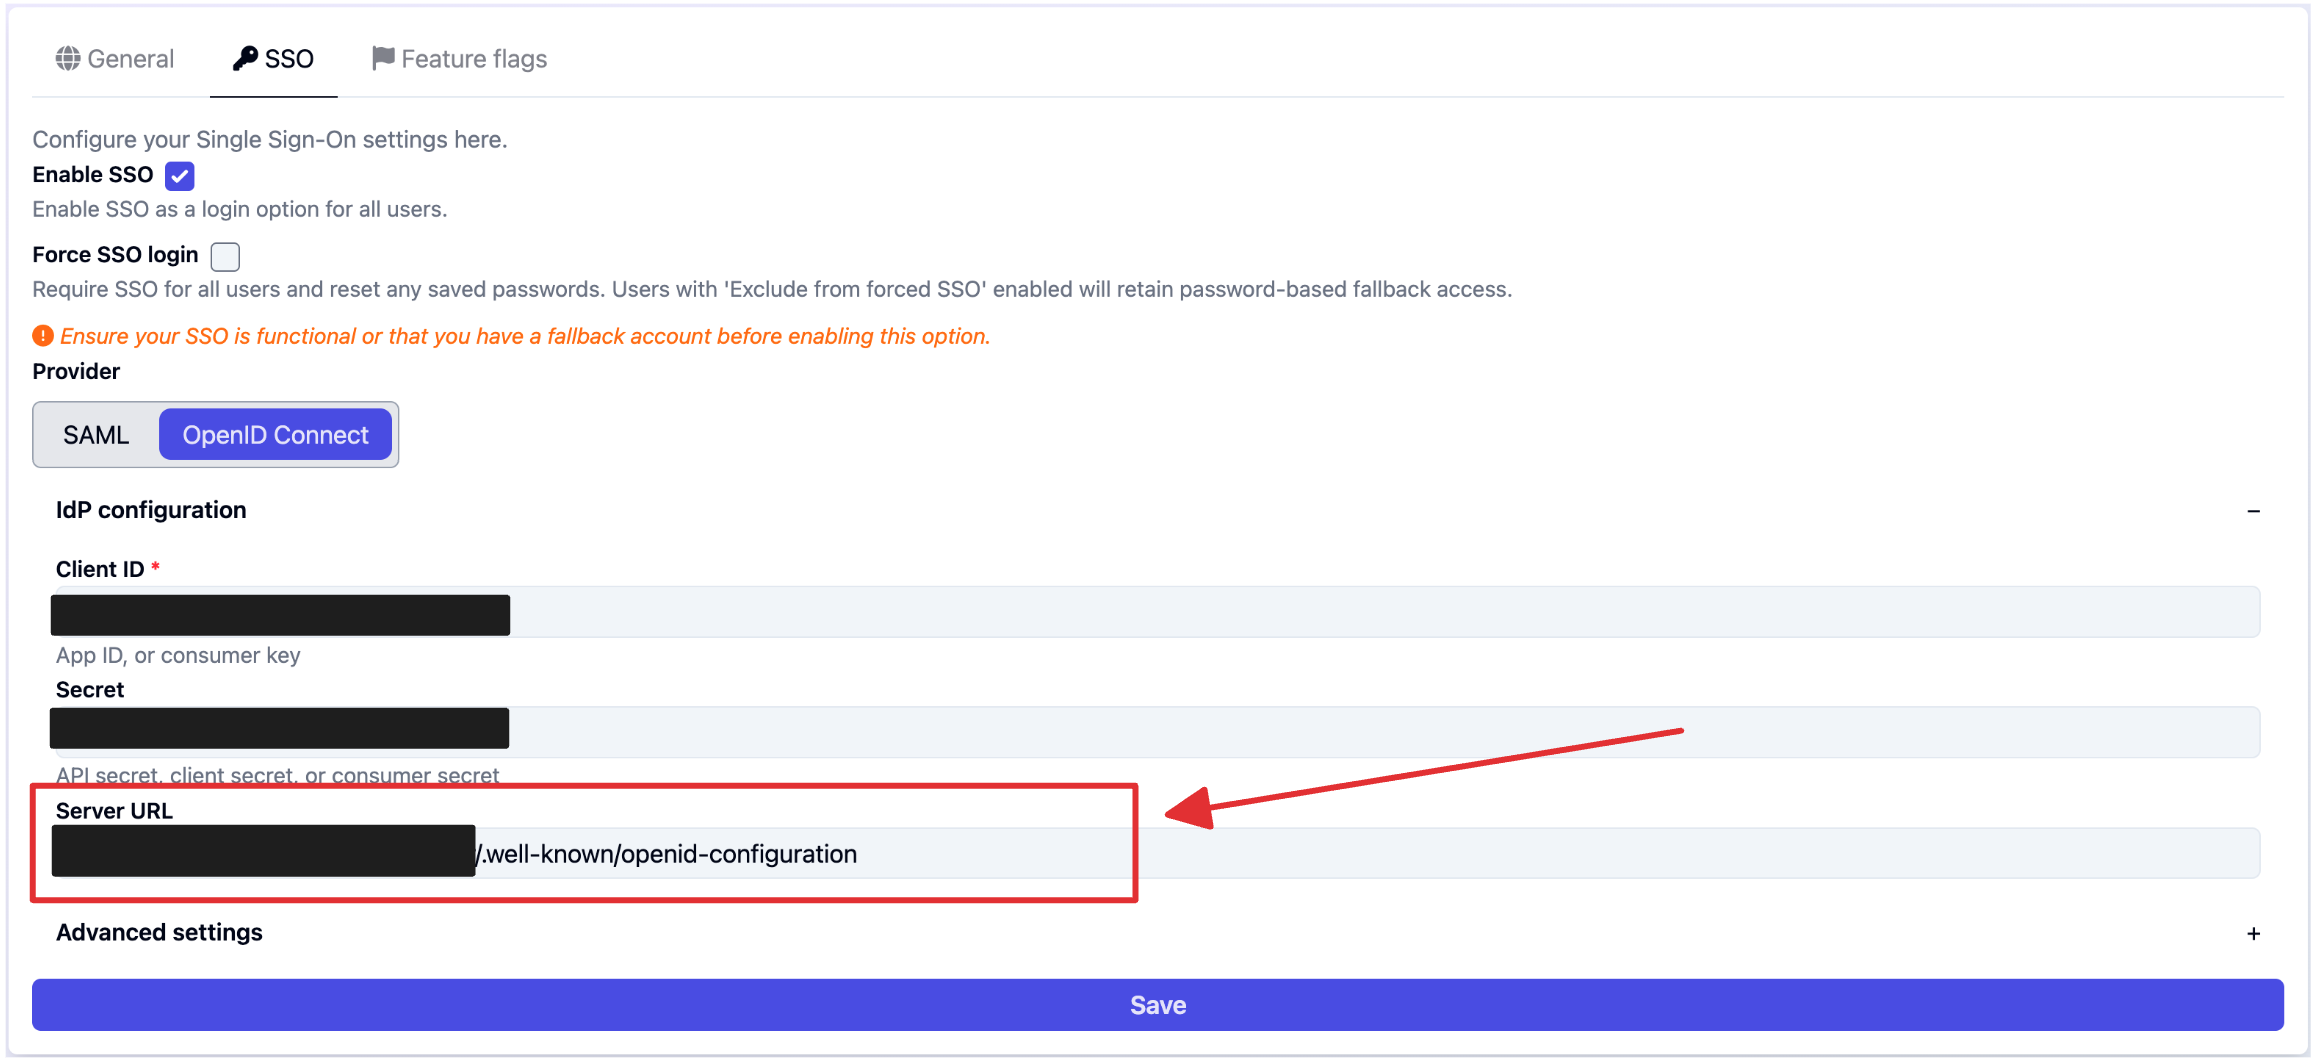 General SSO Feature flags
Configure your Single Sign-On settings here.
Enable SSO
Enable SSO as a login option for all users.
Force SSO login
Require SSO for all users and reset any saved passwords. Users with 'Exclude from forced SSO' enabled will retain password-based fallback access.
Ensure your SSO is functional or that you have a fallback account before enabling this option.
Provider
SAML OpenID Connect
IdP configuration
Client ID *
App ID, or consumer key
Secret
API secret, client secret, or consumer secret
Server URL
/.well-known/openid-configuration
Advanced settings
Save